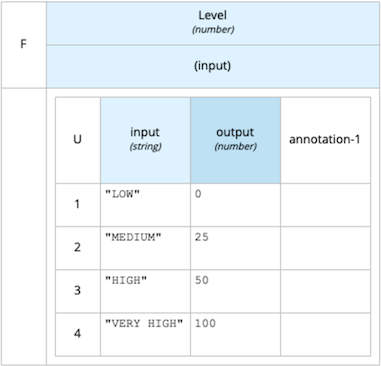 F
Level
(number)
(input)
U
input
(string)
output
(number)
annotation-1
1
"LOW"
0
2
"MEDIUM"
25
3
"HIGH"
50
4
"VERY HIGH"
100